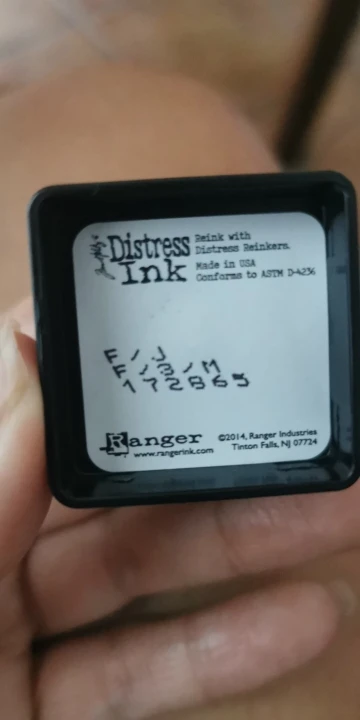 Distress Ink
Reink with
Distress Reinkers.
Made in USA
Conforms to ASTM D-4236
F/J
F/3/M
172865
Ranger
www.rangerink.com
©2014, Ranger Industries
Tinton Falls, NJ 07724